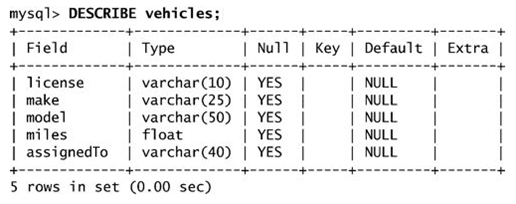 mysql> DESCRIBE vehicles;
+------------+-------------+------+-----+---------+-------+
| Field      | Type        | Null | Key | Default | Extra |
+------------+-------------+------+-----+---------+-------+
| license    | varchar(10) | YES  |     | NULL    |       |
| make       | varchar(25) | YES  |     | NULL    |       |
| model      | varchar(50) | YES  |     | NULL    |       |
| miles      | float       | YES  |     | NULL    |       |
| assignedTo | varchar(40) | YES  |     | NULL    |       |
+------------+-------------+------+-----+---------+-------+
5 rows in set (0.00 sec)